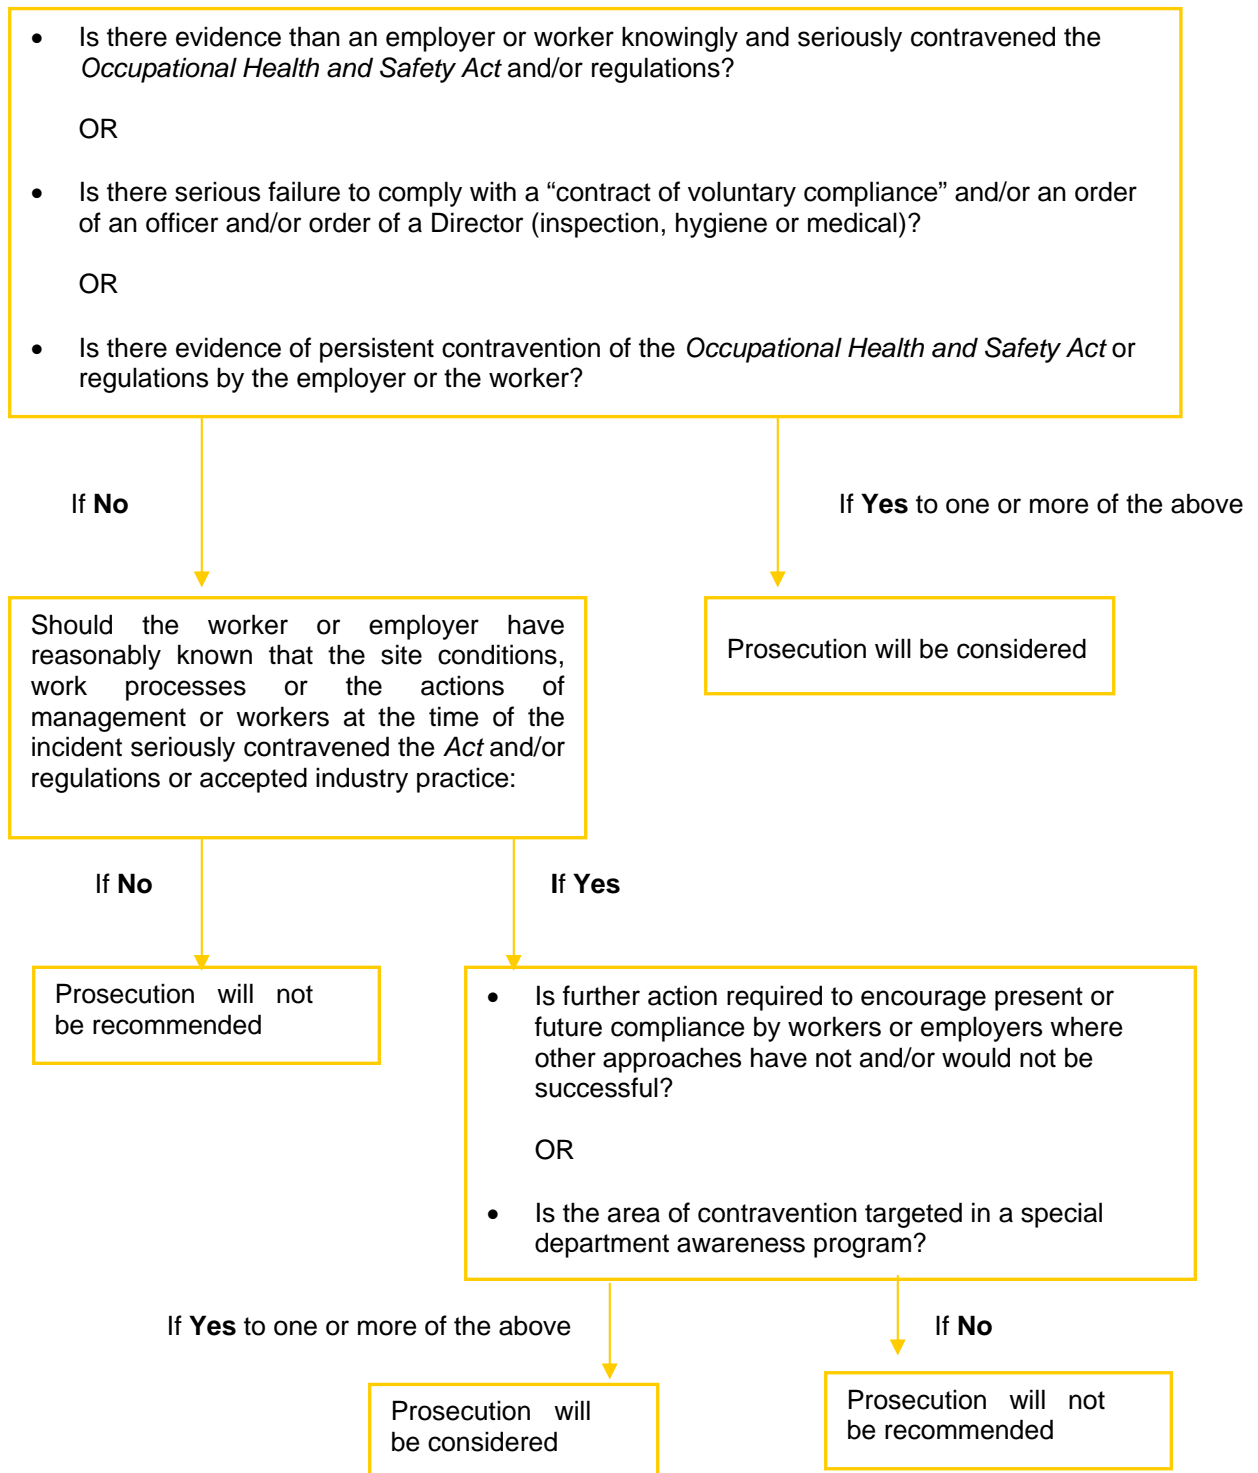 • Is there evidence than an employer or worker knowingly and seriously contravened the
Occupational Health and Safety Act and/or regulations?
OR
• Is there serious failure to comply with a “contract of voluntary compliance” and/or an order
of an officer and/or order of a Director (inspection, hygiene or medical)?
OR
• Is there evidence of persistent contravention of the Occupational Health and Safety Act or
regulations by the employer or the worker?
If No
If Yes to one or more of the above
Should the worker or employer have
reasonably known that the site conditions,
work processes or the actions of
management or workers at the time of the
incident seriously contravened the Act and/or
regulations or accepted industry practice:
Prosecution will be considered
If No
If Yes
Prosecution will not
be recommended
• Is further action required to encourage present or
future compliance by workers or employers where
other approaches have not and/or would not be
successful?
OR
• Is the area of contravention targeted in a special
department awareness program?
If Yes to one or more of the above
If No
Prosecution will
be considered
Prosecution will not
be recommended